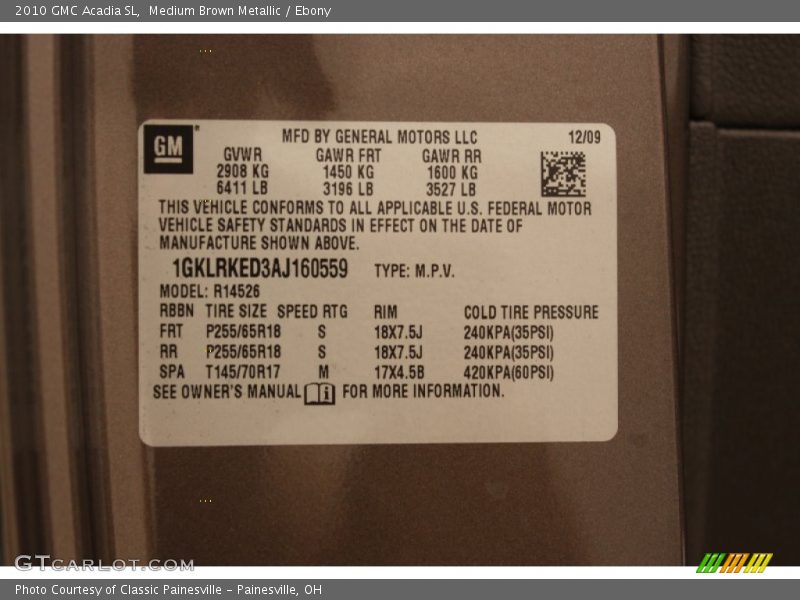 2010 GMC Acadia SL, Medium Brown Metallic / Ebony
GM
MFD BY GENERAL MOTORS LLC 12/09
GVWR GAWR FRT GAWR RR
2908 KG 1450 KG 1600 KG
6411 LB 3196 LB 3527 LB
THIS VEHICLE CONFORMS TO ALL APPLICABLE U.S. FEDERAL MOTOR
VEHICLE SAFETY STANDARDS IN EFFECT ON THE DATE OF
MANUFACTURE SHOWN ABOVE.
1GKLRKED3AJ160559 TYPE: M.P.V.
MODEL: R14526
RBBN TIRE SIZE SPEED RTG RIM COLD TIRE PRESSURE
FRT P255/65R18 S 18X7.5J 240KPA(35PSI)
RR P255/65R18 S 18X7.5J 240KPA(35PSI)
SPA T145/70R17 M 17X4.5B 420KPA(60PSI)
SEE OWNER'S MANUAL i FOR MORE INFORMATION.
GTCARLOT.COM
Photo Courtesy of Classic Painesville - Painesville, OH